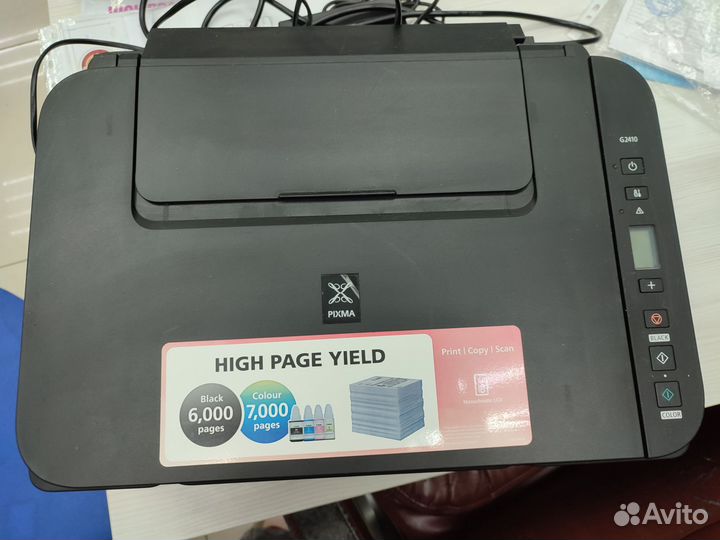 G2410
PIXMA
HIGH PAGE YIELD
Black
6,000
pages
Colour
7,000
pages
Print | Copy | Scan
BLACK
COLOR
Avito